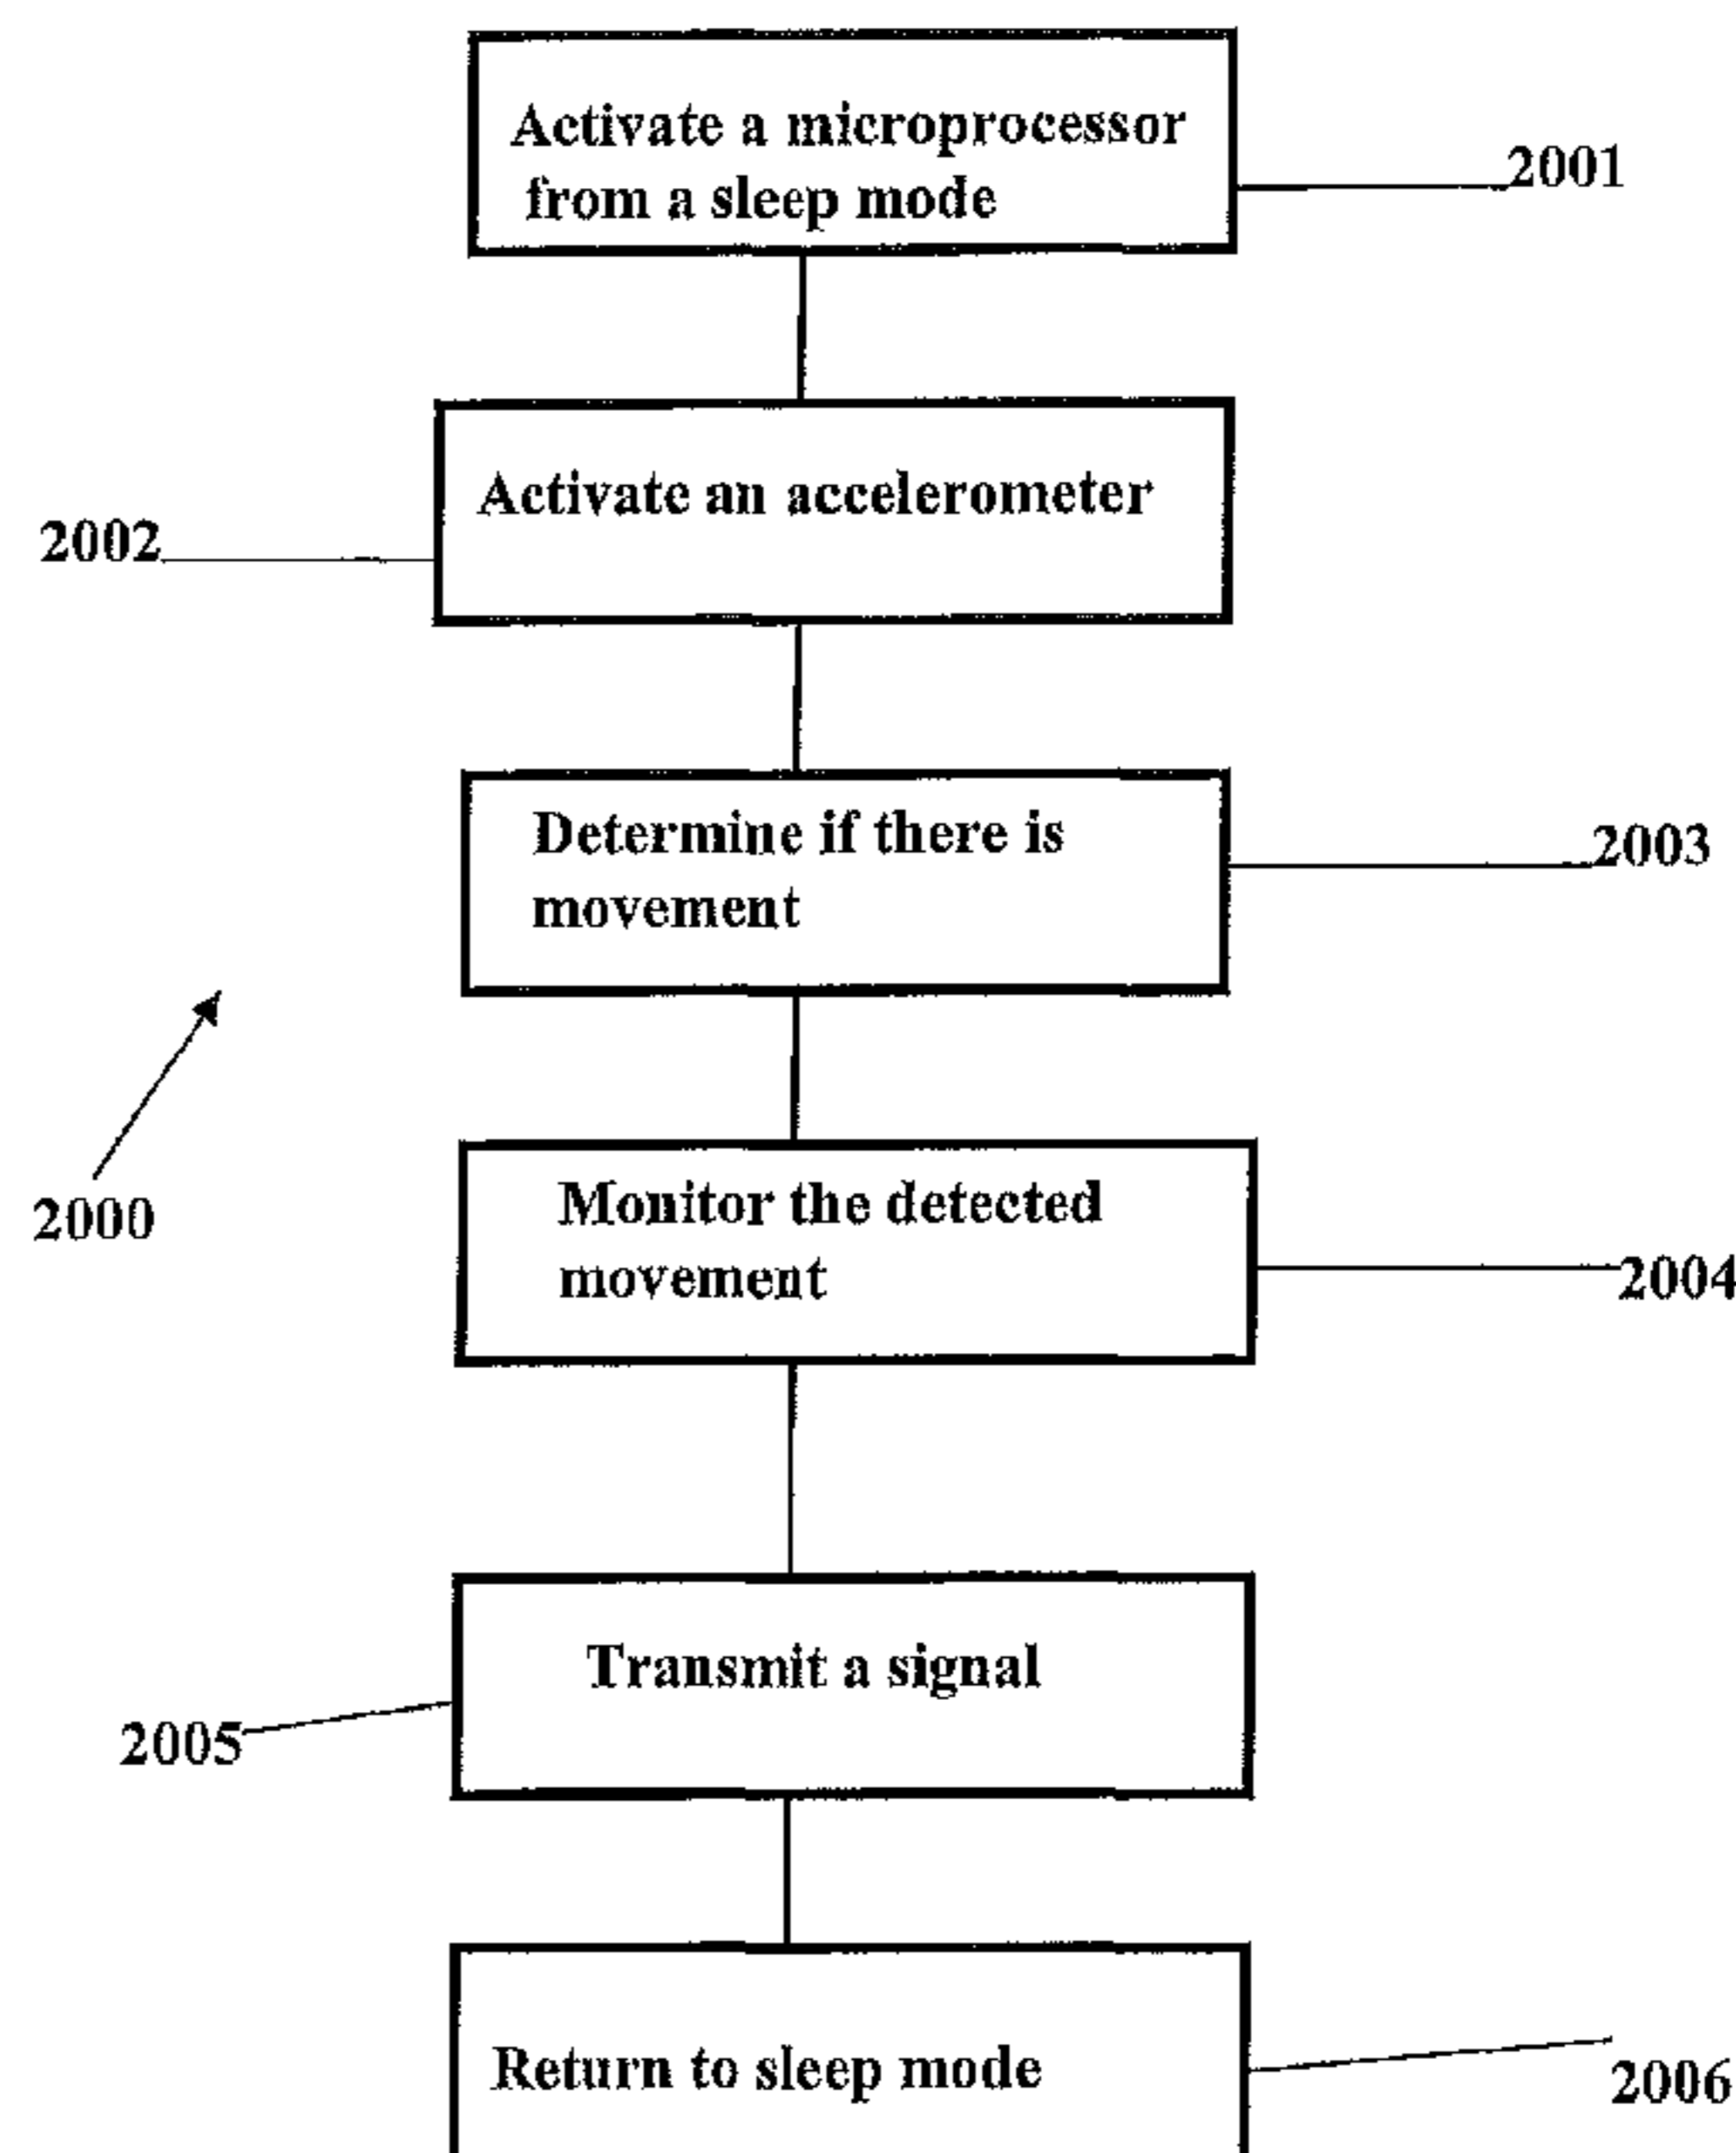 Activate a microprocessor
from a sleep mode
2001
Activate an accelerometer
2002
Determine if there is
movement
2003
2000
Monitor the detected
movement
2004
Transmit a signal
2005
Return to sleep mode
2006